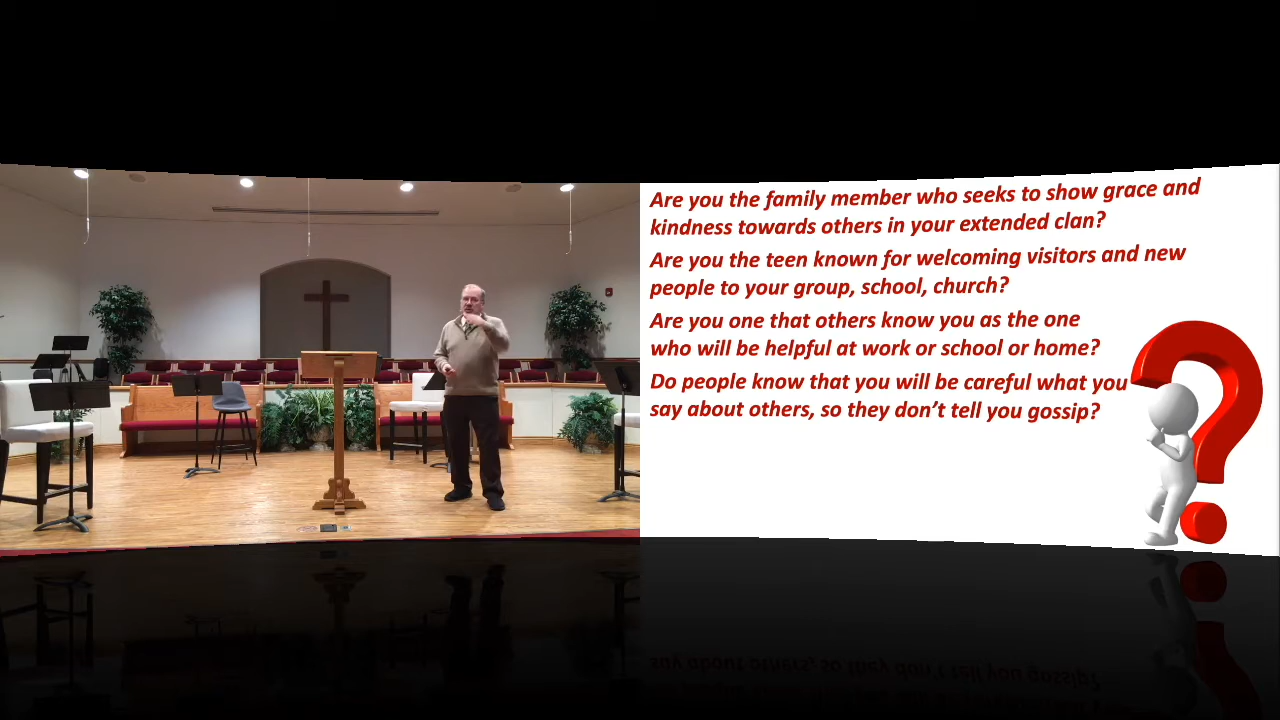 Are you the family member who seeks to show grace and
kindness towards others in your extended clan?
Are you the teen known for welcoming visitors and new
people to your group, school, church?
Are you one that others know you as the one
who will be helpful at work or school or home?
Do people know that you will be careful what you
say about others, so they don't tell you gossip?